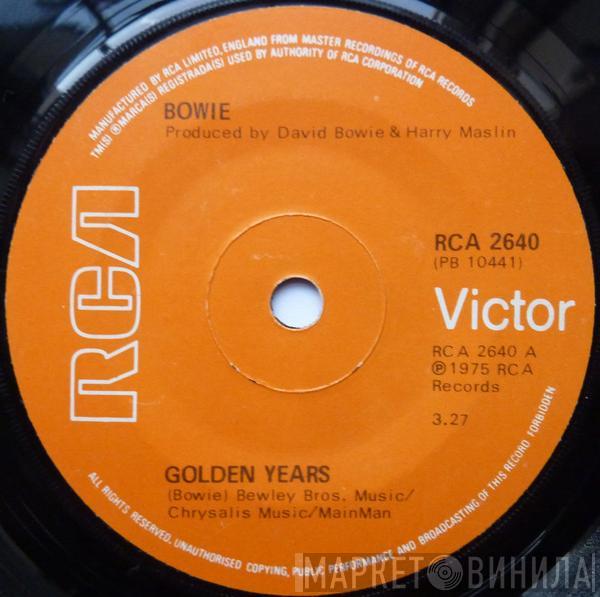 MANUFACTURED BY RCA LIMITED, ENGLAND FROM MASTER RECORDINGS OF RCA RECORDS
TM(S) ® MARCA(S) REGISTRADA(S) USED BY AUTHORITY OF RCA CORPORATION
BOWIE
Produced by David Bowie & Harry Maslin
RCA
RCA 2640
(PB 10441)
Victor
RCA 2640 A
℗ 1975 RCA
Records
3.27
GOLDEN YEARS
(Bowie) Bewley Bros. Music/
Chrysalis Music/MainMan
ALL RIGHTS RESERVED. UNAUTHORISED COPYING, PUBLIC PERFORMANCE AND BROADCASTING OF THIS RECORD FORBIDDEN
МАРКЕТ ВИНИЛА